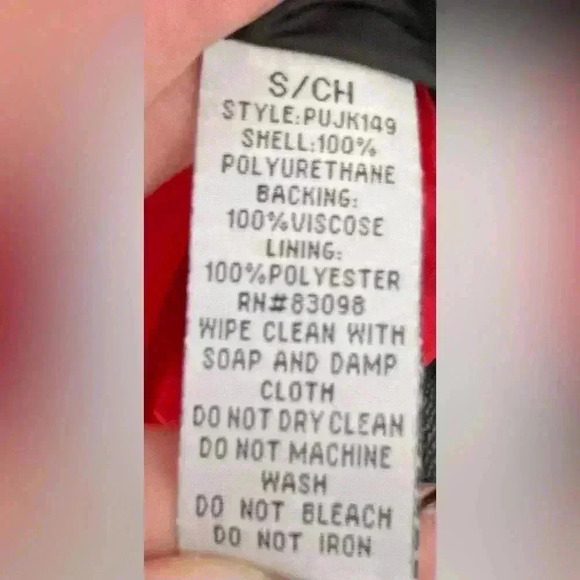 S/CH
STYLE:PUJK149
SHELL:100%
POLYURETHANE
BACKING:
100%VISCOSE
LINING:
100%POLYESTER
RN#83098
WIPE CLEAN WITH
SOAP AND DAMP
CLOTH
DO NOT DRY CLEAN
DO NOT MACHINE
WASH
DO NOT BLEACH
DO NOT IRON